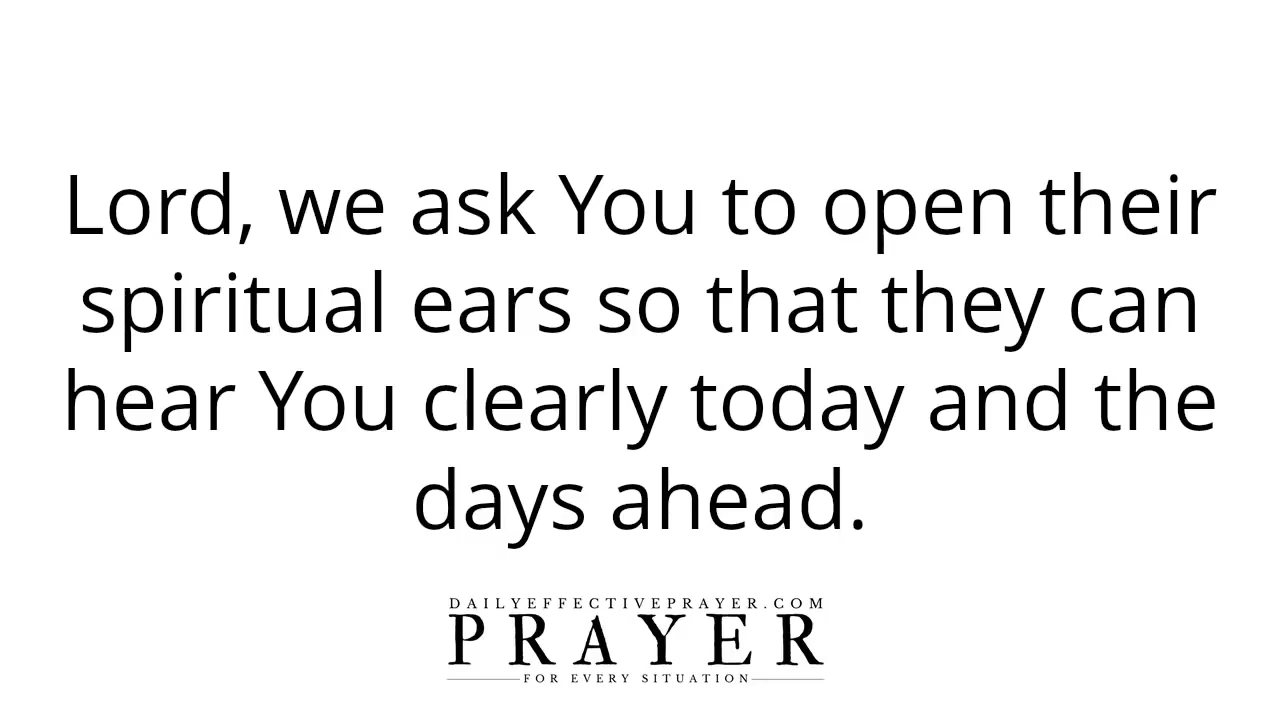 Lord, we ask You to open their
spiritual ears so that they can
hear You clearly today and the
days ahead.
DAILYEFFECTIVEPRAYER.COM
PRAYER
FOR EVERY SITUATION